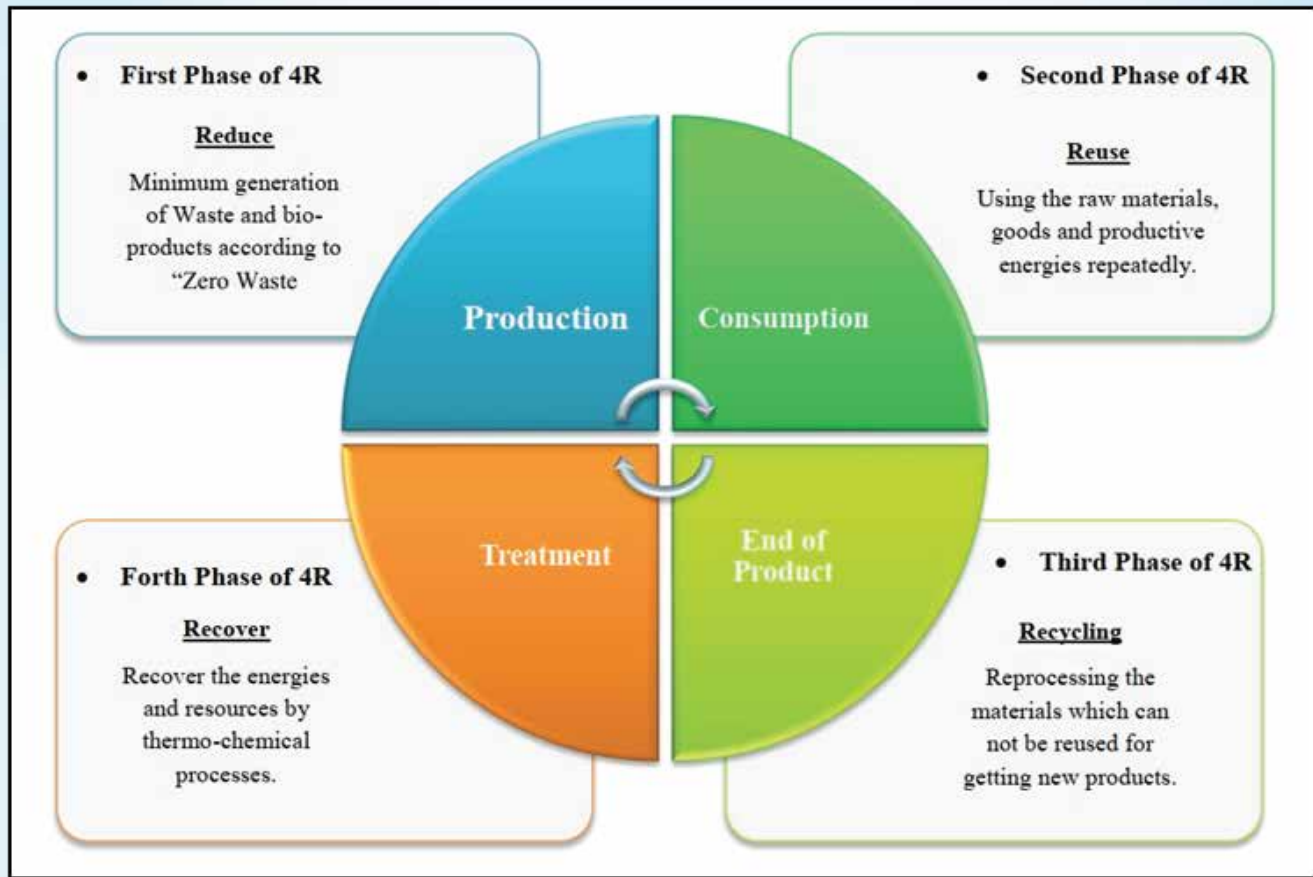 • First Phase of 4R
Reduce
Minimum generation
of Waste and bio-
products according to
“Zero Waste
• Second Phase of 4R
Reuse
Using the raw materials,
goods and productive
energies repeatedly.
Production
Consumption
Treatment
End of
Product
• Forth Phase of 4R
Recover
Recover the energies
and resources by
thermo-chemical
processes.
• Third Phase of 4R
Recycling
Reprocessing the
materials which can
not be reused for
getting new products.